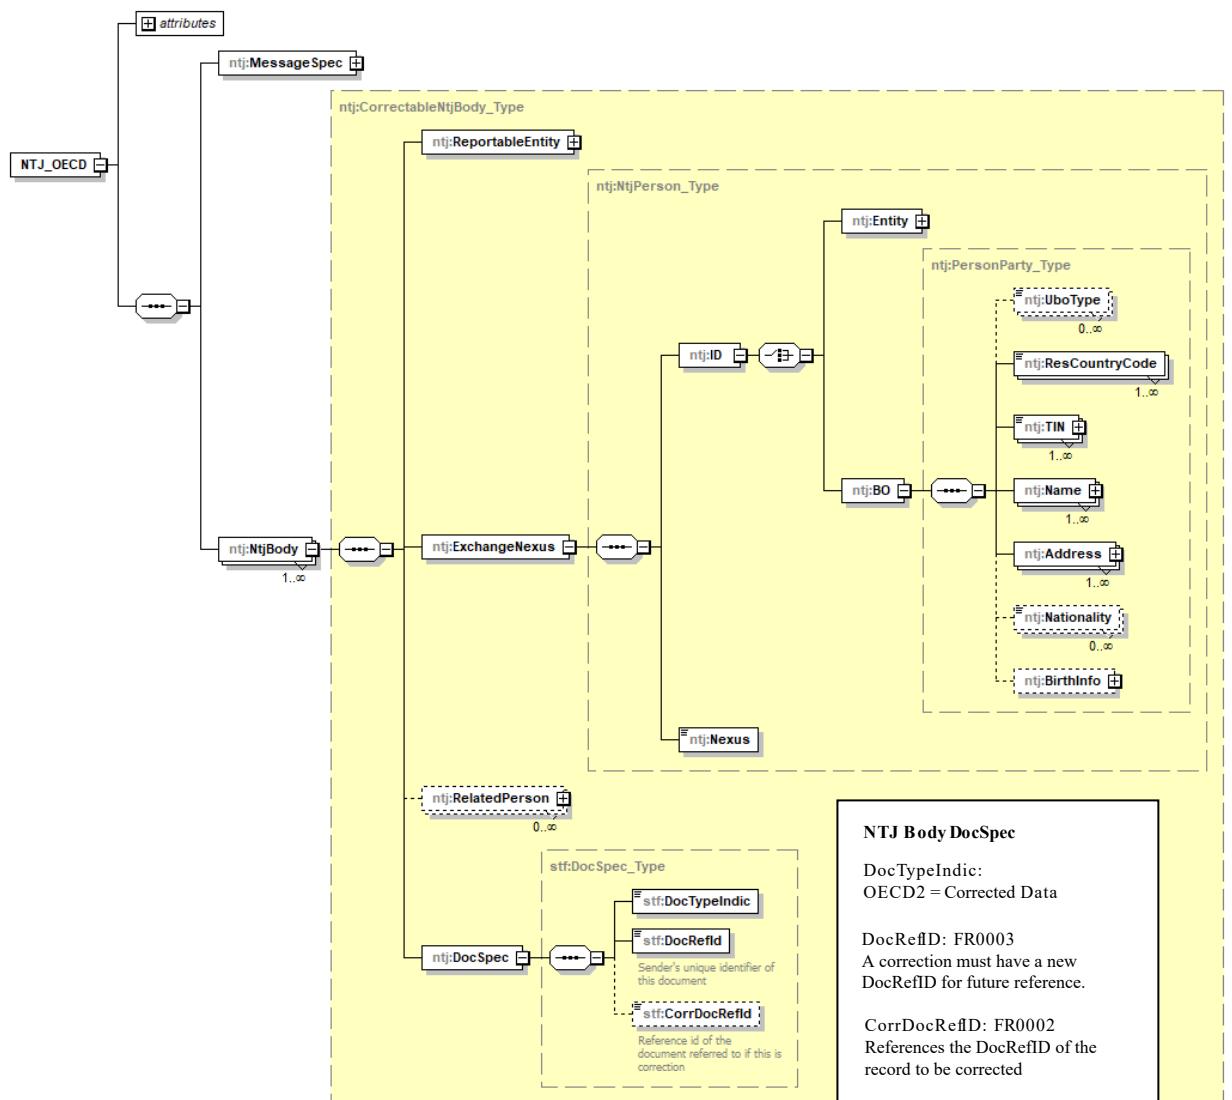 attributes
ntj:MessageSpec
ntj:CorrectableNtjBody_Type
ntj:ReportableEntity
NTJ_OECD
ntj:NtjPerson_Type
ntj:Entity
ntj:PersonParty_Type
ntj:UboType
0..∞
ntj:ID
ntj:ResCountryCode
1..∞
ntj:TIN
1..∞
ntj:BO
ntj:Name
1..∞
ntj:NtjBody
1..∞
ntj:ExchangeNexus
ntj:Address
1..∞
ntj:Nationality
0..∞
ntj:BirthInfo
ntj:Nexus
ntj:RelatedPerson
0..∞
stf:DocSpec_Type
stf:DocTypeIndic
stf:DocRefId
Sender's unique identifier of
this document
ntj:DocSpec
stf:CorrDocRefId
Reference id of the
document referred to if this is
correction
NTJ Body DocSpec
DocTypeIndic:
OECD2 = Corrected Data
DocRefID: FR0003
A correction must have a new
DocRefID for future reference.
CorrDocRefID: FR0002
References the DocRefID of the
record to be corrected